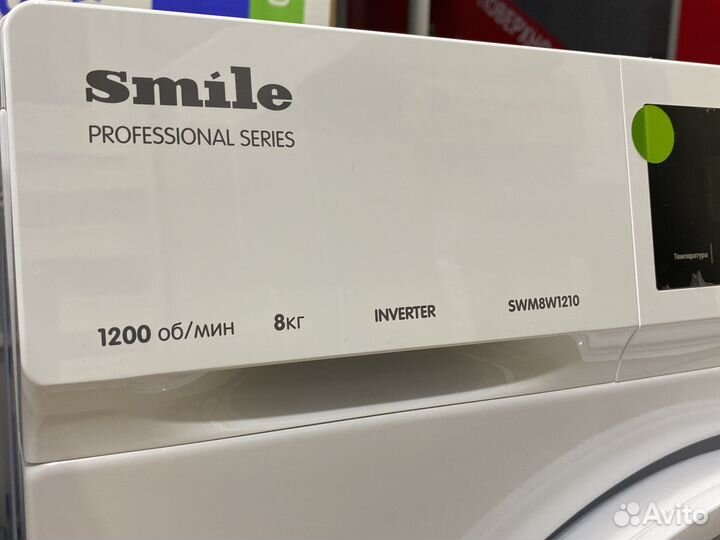 Smile
PROFESSIONAL SERIES
1200 об/мин 8кг INVERTER SWM8W1210
Температура
Avito